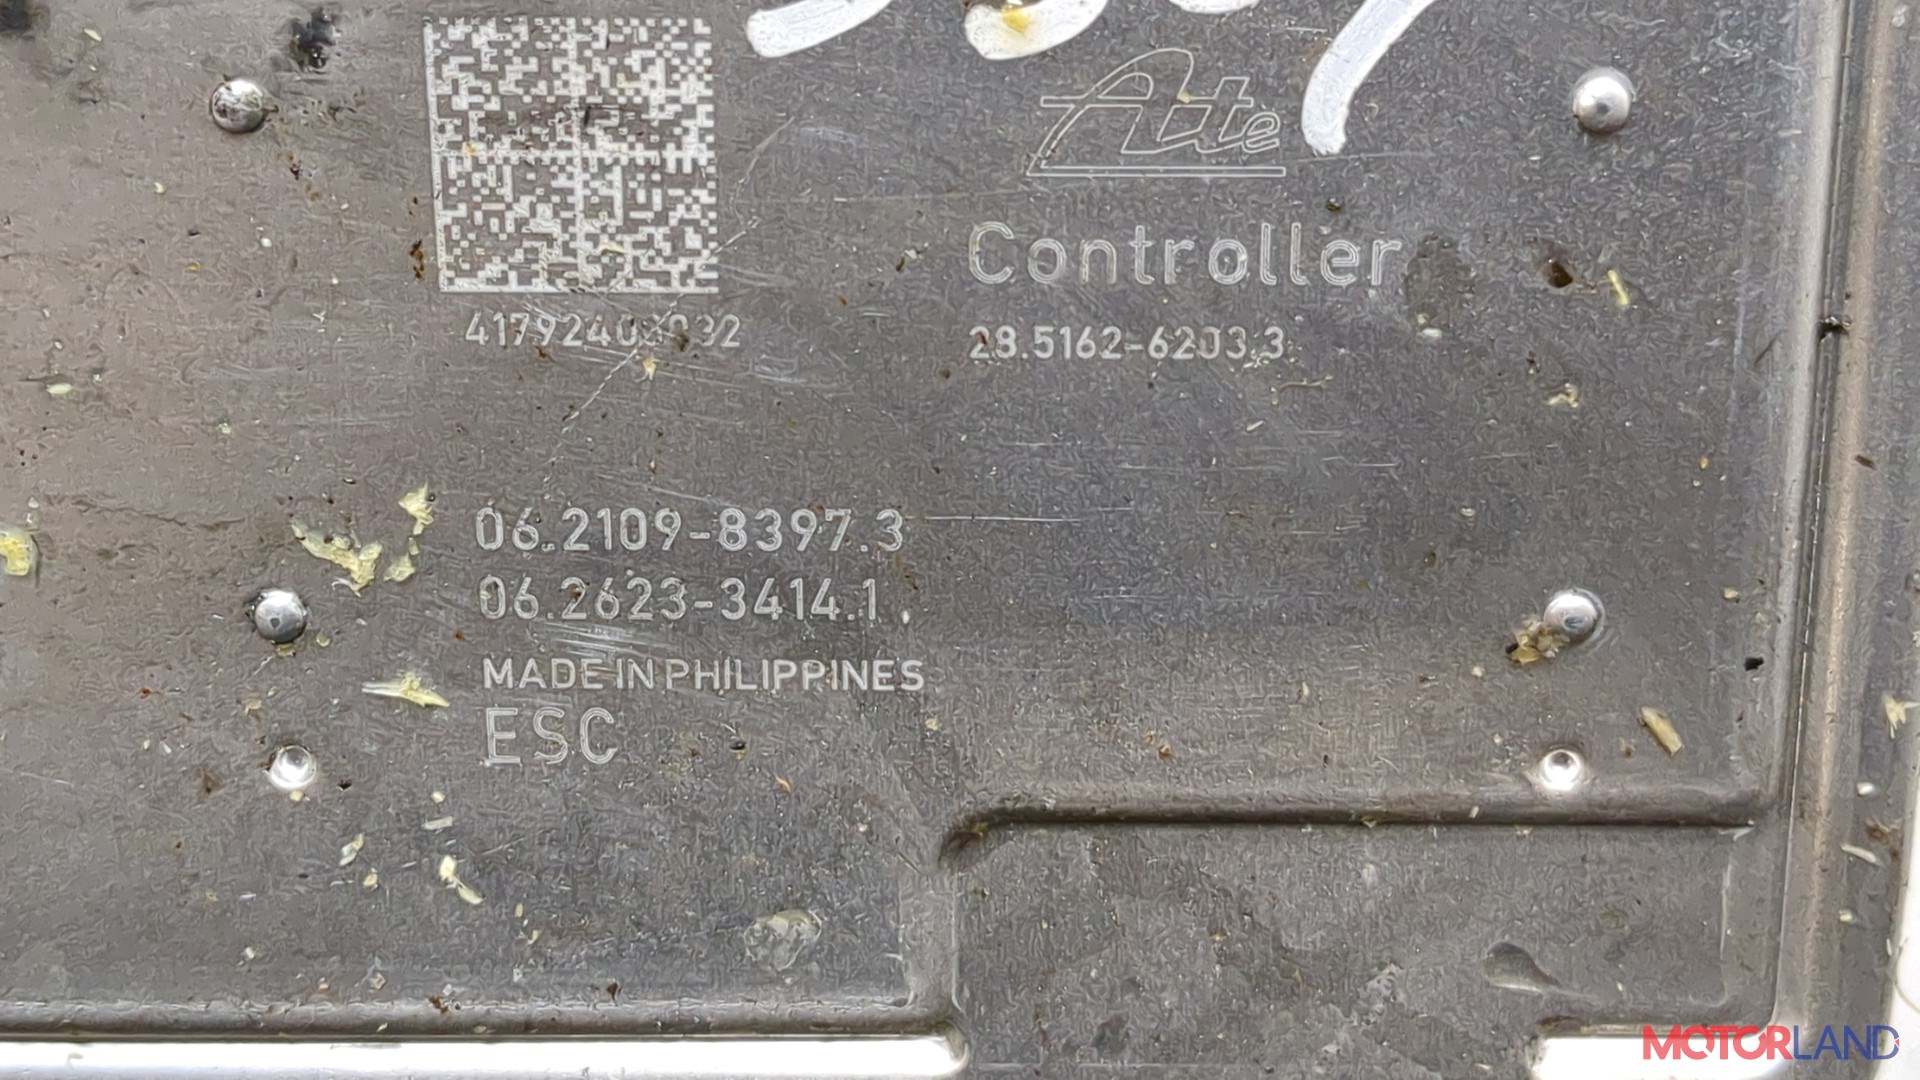 Ate
Controller
28.5162-6203.3
06.2109-8397.3
06.2623-3414.1
MADE IN PHILIPPINES
ESC
MOTORLAND